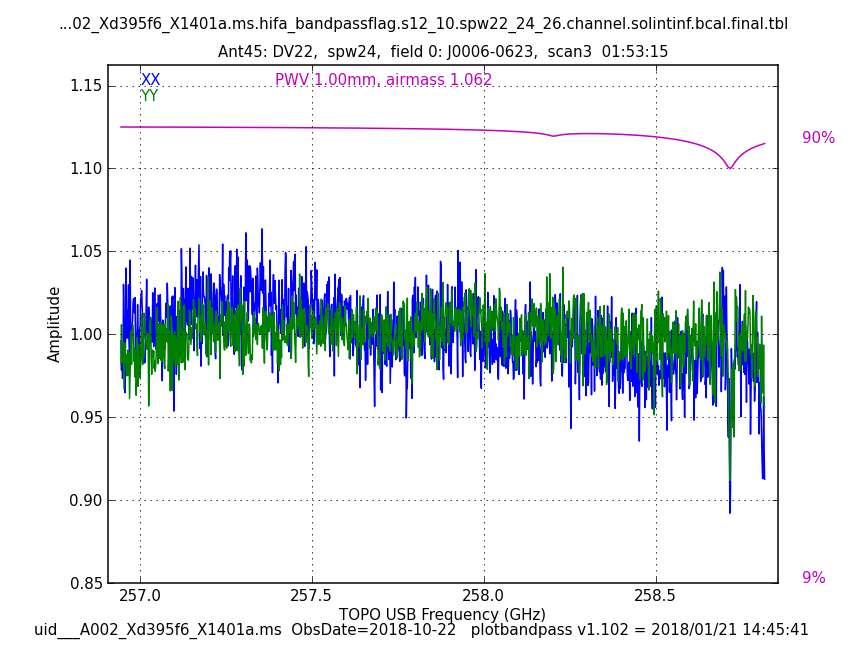 ...02_Xd395f6_X1401a.ms.hifa_bandpassflag.s12_10.spw22_24_26.channel.solintinf.bcal.final.tbl
Ant45: DV22,  spw24,  field 0: J0006-0623,  scan3  01:53:15
XX
PWV 1.00mm, airmass 1.062
YY
1.15
1.10
1.05
1.00
0.95
0.90
0.85
Amplitude
90%
9%
257.0
257.5
258.0
258.5
TOPO USB Frequency (GHz)
uid___A002_Xd395f6_X1401a.ms  ObsDate=2018-10-22   plotbandpass v1.102 = 2018/01/21 14:45:41